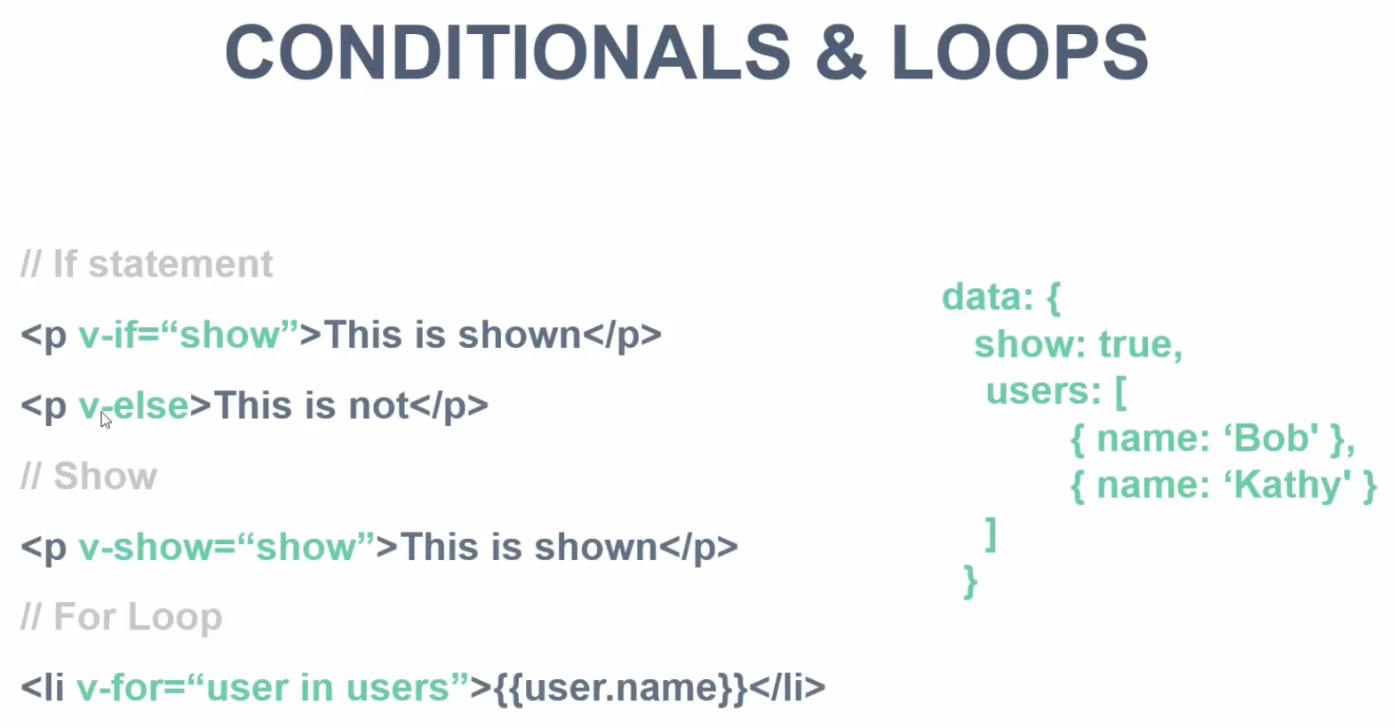 CONDITIONALS & LOOPS
// If statement
<p v-if=“show”>This is shown</p>
<p v-else>This is not</p>
// Show
<p v-show=“show”>This is shown</p>
// For Loop
<li v-for=“user in users”>{{user.name}}</li>
data: {
show: true,
users: [
{ name: ‘Bob' },
{ name: ‘Kathy' }
]
}